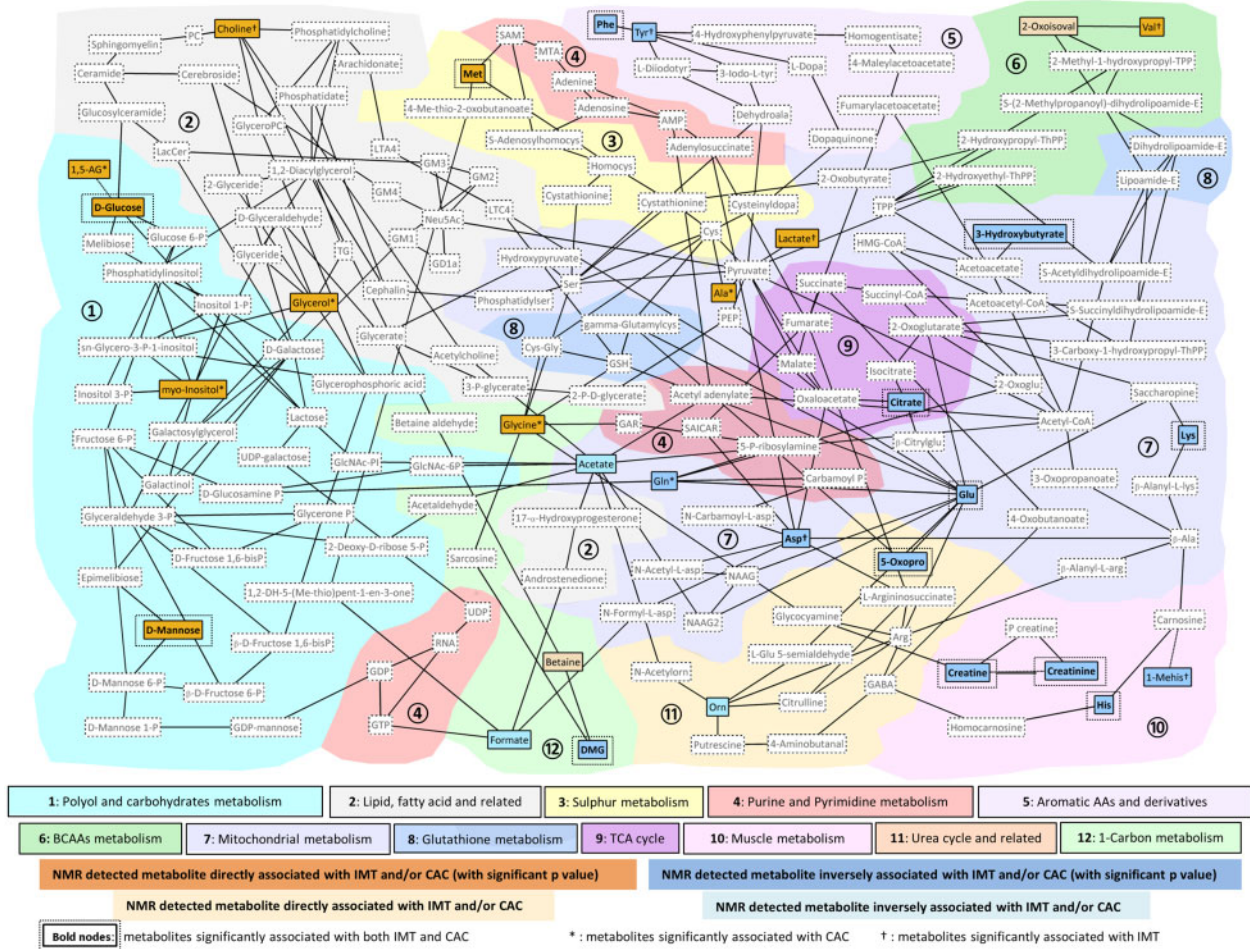 PC
Choline†
Phosphatidylcholine
Sphingomyelin
Arachidonate
Ceramide
Cerebroside
Phosphatidate
Glucosylceramide
②
GlyceroPC
LacCer
1,2-Diacylglycerol
LTA4
GM3
2-Glyceride
GM4
GM2
D-Glyceraldehyde
Neu5Ac
LTC4
Glyceride
TG
GM1
GD1a
Cephalin
Glycerol*
Glycerate
Acetylcholine
3-P-glycerate
SAM
MTA
④
Met
Adenine
4-Me-thio-2-oxobutanoate
Adenosine
AMP
S-Adenosylhomocys
③
Adenylosuccinate
Homocys
Cystathionine
Cystathionine
Cysteinyldopa
Cys
Phe
Tyr†
4-Hydroxyphenylpyruvate
Homogentisate
⑤
L-Diiodotyr
3-Iodo-L-tyr
L-Dopa
4-Maleylacetoacetate
Dehydroala
Fumarylacetoacetate
Dopaquinone
2-Oxobutyrate
2-Oxoisoval
Val†
⑥
2-Methyl-1-hydroxypropyl-TPP
S-(2-Methylpropanoyl)-dihydrolipoamide-E
2-Hydroxypropyl-ThPP
Dihydrolipoamide-E
2-Hydroxyethyl-ThPP
Lipoamide-E
⑧
TPP
1,5-AG*
D-Glucose
Melibiose
Glucose 6-P
Phosphatidylinositol
①
Inositol 1-P
sn-Glycero-3-P-1-inositol
D-Galactose
Inositol 3-P
myo-Inositol*
Glycerophosphoric acid
Lactose
Fructose 6-P
Galactosylglycerol
UDP-galactose
GlcNAc-PI
GlcNAc-6P
Galactinol
D-Glucosamine P
Glyceraldehyde 3-P
Glycerone P
Acetaldehyde
D-Fructose 1,6-bisP
2-Deoxy-D-ribose 5-P
Epimelibiose
1,2-DH-5-(Me-thio)pent-1-en-3-one
D-Mannose
β-D-Fructose 1,6-bisP
D-Mannose 6-P
β-D-Fructose 6-P
D-Mannose 1-P
GDP-mannose
UDP
RNA
GDP
GTP
④
Hydroxypyruvate
Ser
Phosphatidylser
Lactate†
Pyruvate
Ala*
PEP
HMG-CoA
3-Hydroxybutyrate
Acetoacetate
S-Acetyldihydrolipoamide-E
Acetoacetyl-CoA
S-Succinyldihydrolipoamide-E
3-Carboxy-1-hydroxypropyl-ThPP
⑧
gamma-Glutamylcys
Cys-Gly
GSH
2-P-D-glycerate
Succinate
Succinyl-CoA
Fumarate
2-Oxoglutarate
⑨
Malate
Isocitrate
Oxaloacetate
Citrate
2-Oxoglu
Saccharopine
Acetyl-CoA
Lys
⑦
β-Citrylglu
3-Oxopropanoate
β-Alanyl-L-lys
4-Oxobutanoate
β-Ala
β-Alanyl-L-arg
Betaine aldehyde
Glycine*
Acetyl adenylate
GAR
SAICAR
④
5-P-ribosylamine
Carbamoyl P
Acetate
Gln*
Glu
17-α-Hydroxyprogesterone
N-Carbamoyl-L-asp
⑦
Asp†
②
Androstenedione
N-Acetyl-L-asp
NAAG
NAAG2
N-Formyl-L-asp
5-Oxopro
L-Argininosuccinate
Glycocyamine
Arg
L-Glu 5-semialdehyde
GABA
N-Acetylorn
Orn
Citrulline
⑪
Putrescine
4-Aminobutanal
Sarcosine
Betaine
Formate
⑫
DMG
P creatine
Carnosine
Creatine
Creatinine
1-Mehis†
His
Homocarnosine
⑩
1: Polyol and carbohydrates metabolism
2: Lipid, fatty acid and related
3: Sulphur metabolism
4: Purine and Pyrimidine metabolism
5: Aromatic AAs and derivatives
6: BCAAs metabolism
7: Mitochondrial metabolism
8: Glutathione metabolism
9: TCA cycle
10: Muscle metabolism
11: Urea cycle and related
12: 1-Carbon metabolism
NMR detected metabolite directly associated with IMT and/or CAC (with significant p value)
NMR detected metabolite inversely associated with IMT and/or CAC (with significant p value)
NMR detected metabolite directly associated with IMT and/or CAC
NMR detected metabolite inversely associated with IMT and/or CAC
Bold nodes: metabolites significantly associated with both IMT and CAC
* : metabolites significantly associated with CAC
† : metabolites significantly associated with IMT